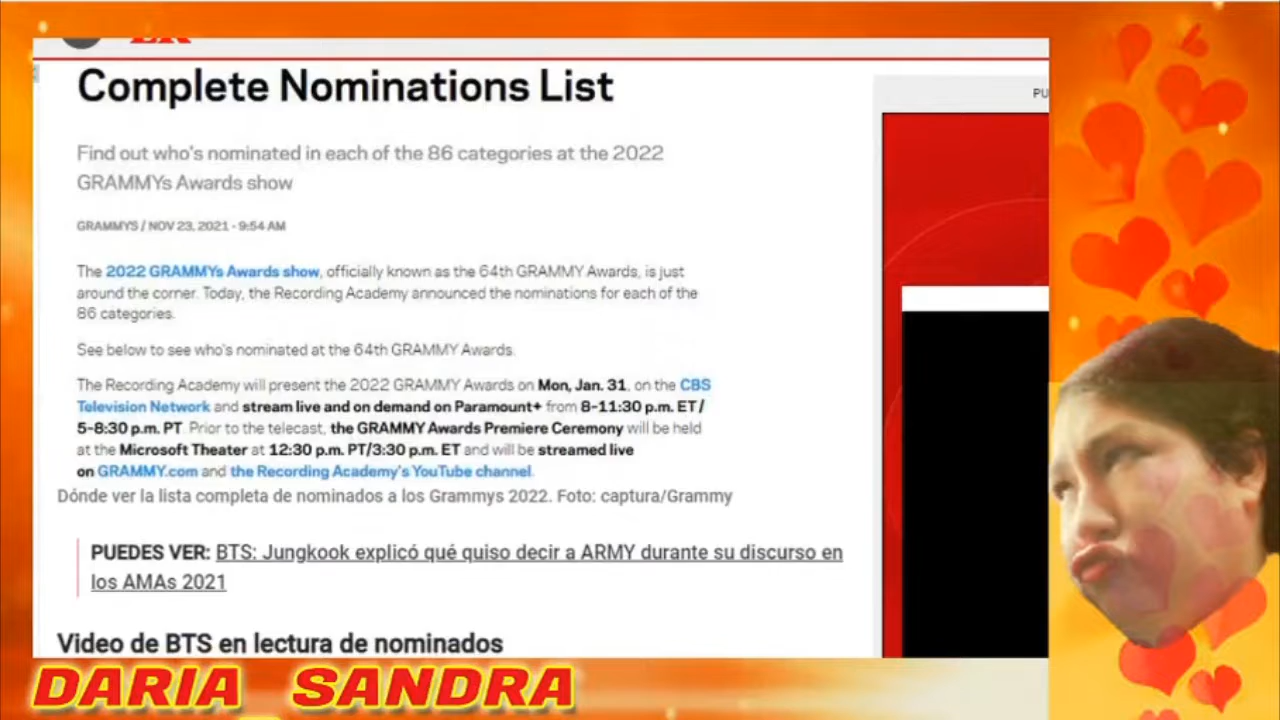 Complete Nominations List
PU
Find out who's nominated in each of the 86 categories at the 2022
GRAMMYs Awards show
GRAMMYS / NOV 23, 2021 - 9:54 AM
The 2022 GRAMMYs Awards show, officially known as the 64th GRAMMY Awards, is just
around the corner. Today, the Recording Academy announced the nominations for each of the
86 categories.
See below to see who's nominated at the 64th GRAMMY Awards.
The Recording Academy will present the 2022 GRAMMY Awards on Mon, Jan. 31, on the CBS
Television Network and stream live and on demand on Paramount+ from 8-11:30 p.m. ET /
5-8:30 p.m. PT. Prior to the telecast, the GRAMMY Awards Premiere Ceremony will be held
at the Microsoft Theater at 12:30 p.m. PT/3:30 p.m. ET and will be streamed live
on GRAMMY.com and the Recording Academy's YouTube channel.
Dónde ver la lista completa de nominados a los Grammys 2022. Foto: captura/Grammy
PUEDES VER: BTS: Jungkook explicó qué quiso decir a ARMY durante su discurso en
los AMAs 2021
Video de BTS en lectura de nominados
DARIA_SANDRA